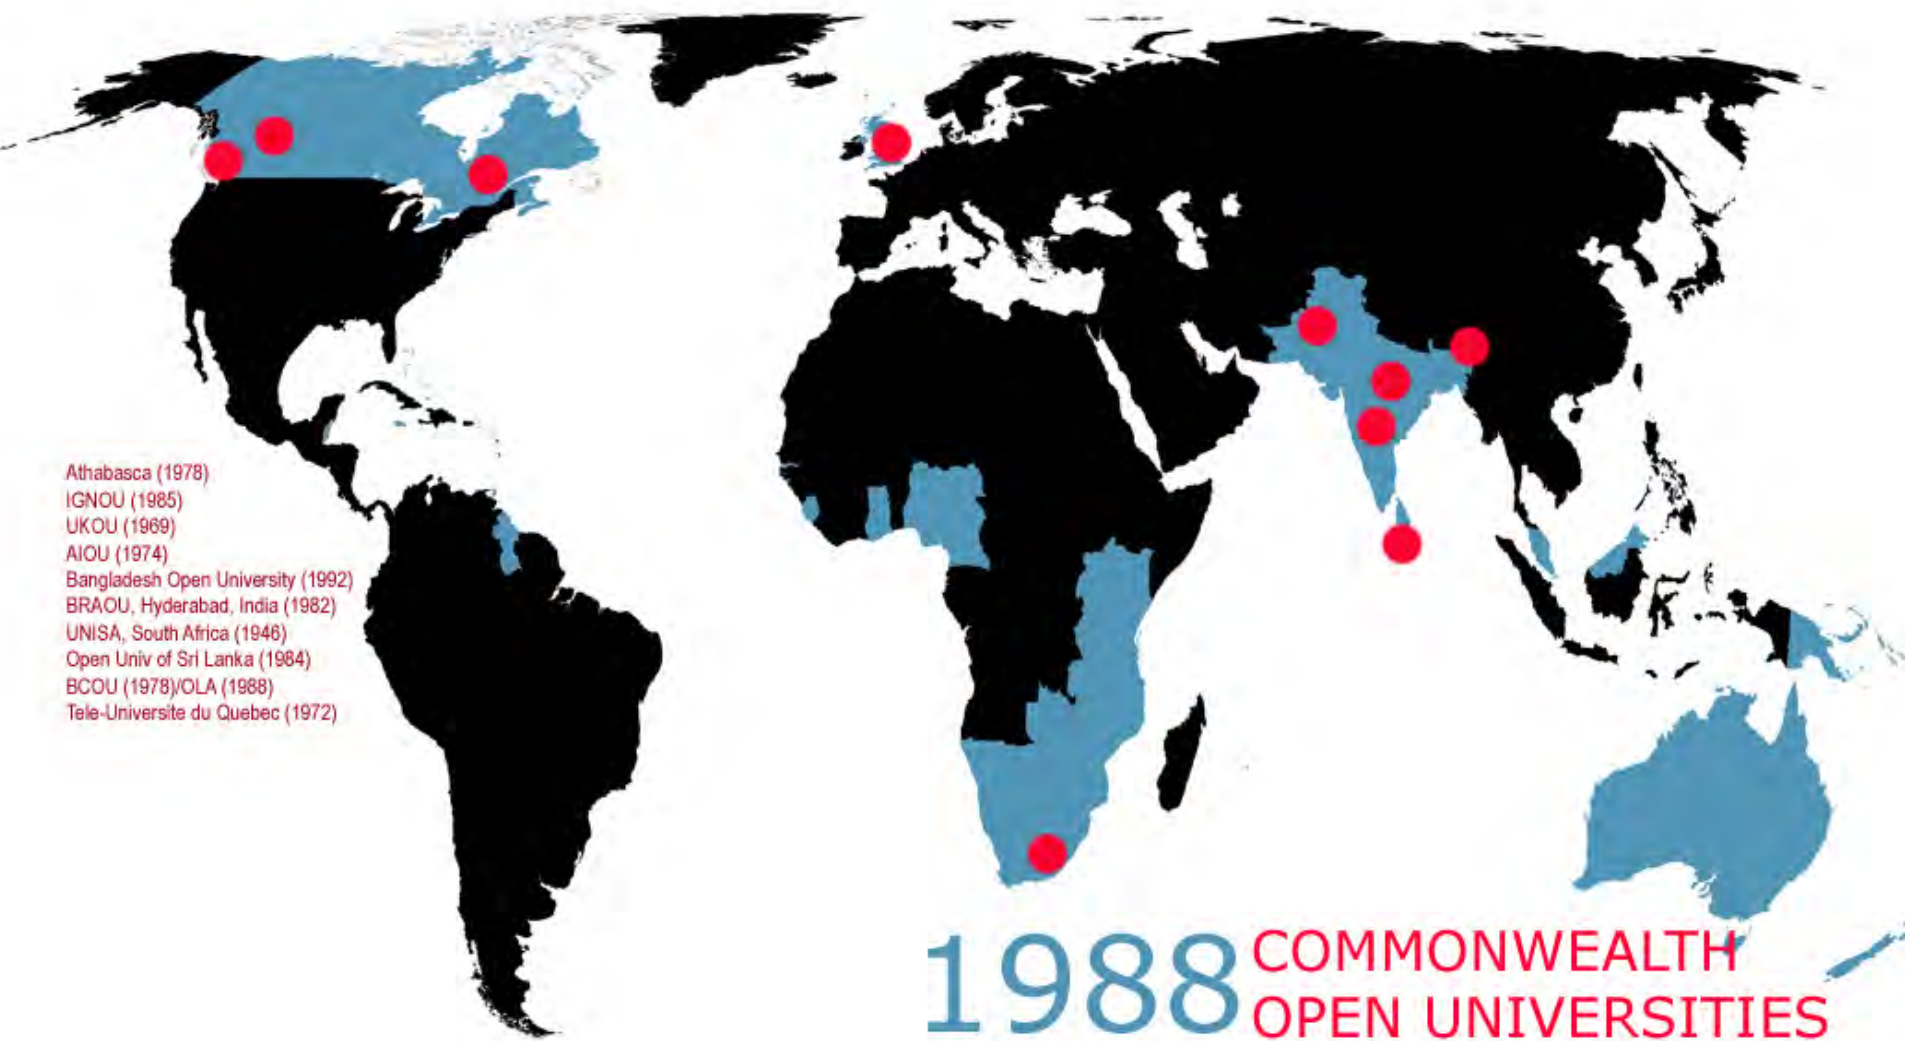 Athabasca (1978)
IGNOU (1985)
UKOU (1969)
AIOU (1974)
Bangladesh Open University (1992)
BRAOU, Hyderabad, India (1982)
UNISA, South Africa (1946)
Open Univ of Sri Lanka (1984)
BCOU (1978)/OLA (1988)
Tele-Universite du Quebec (1972)
1988 COMMONWEALTH
OPEN UNIVERSITIES